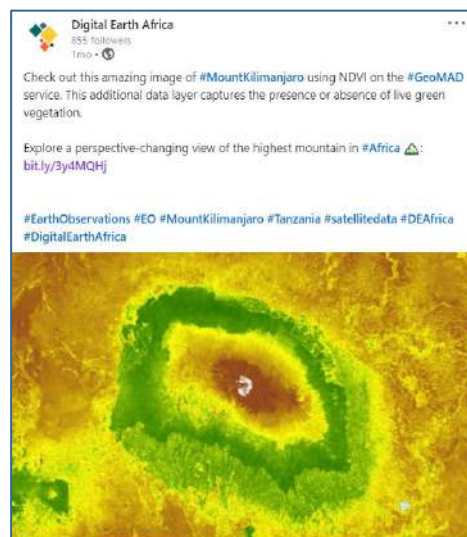 Digital Earth Africa
855 followers
1mo •
Check out this amazing image of #MountKilimanjaro using NDVI on the #GeoMAD
service. This additional data layer captures the presence or absence of live green
vegetation.
Explore a perspective-changing view of the highest mountain in #Africa :
bit.ly/3y4MQHj
#EarthObservations #EO #MountKilimanjaro #Tanzania #satellitedata #DEAfrica
#DigitalEarthAfrica